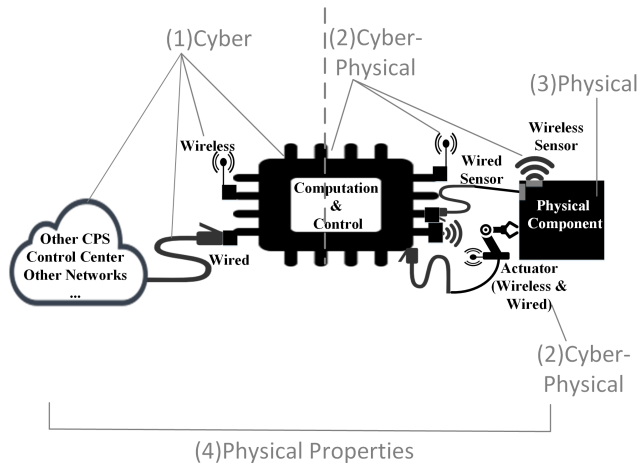 (1)Cyber
(2)Cyber-
Physical
(3)Physical
Wireless
Sensor
Wireless
Wired
Sensor
Computation
&
Control
Physical
Component
Other CPS
Control Center
Other Networks
...
Wired
Actuator
(Wireless &
Wired)
(2)Cyber-
Physical
(4)Physical Properties